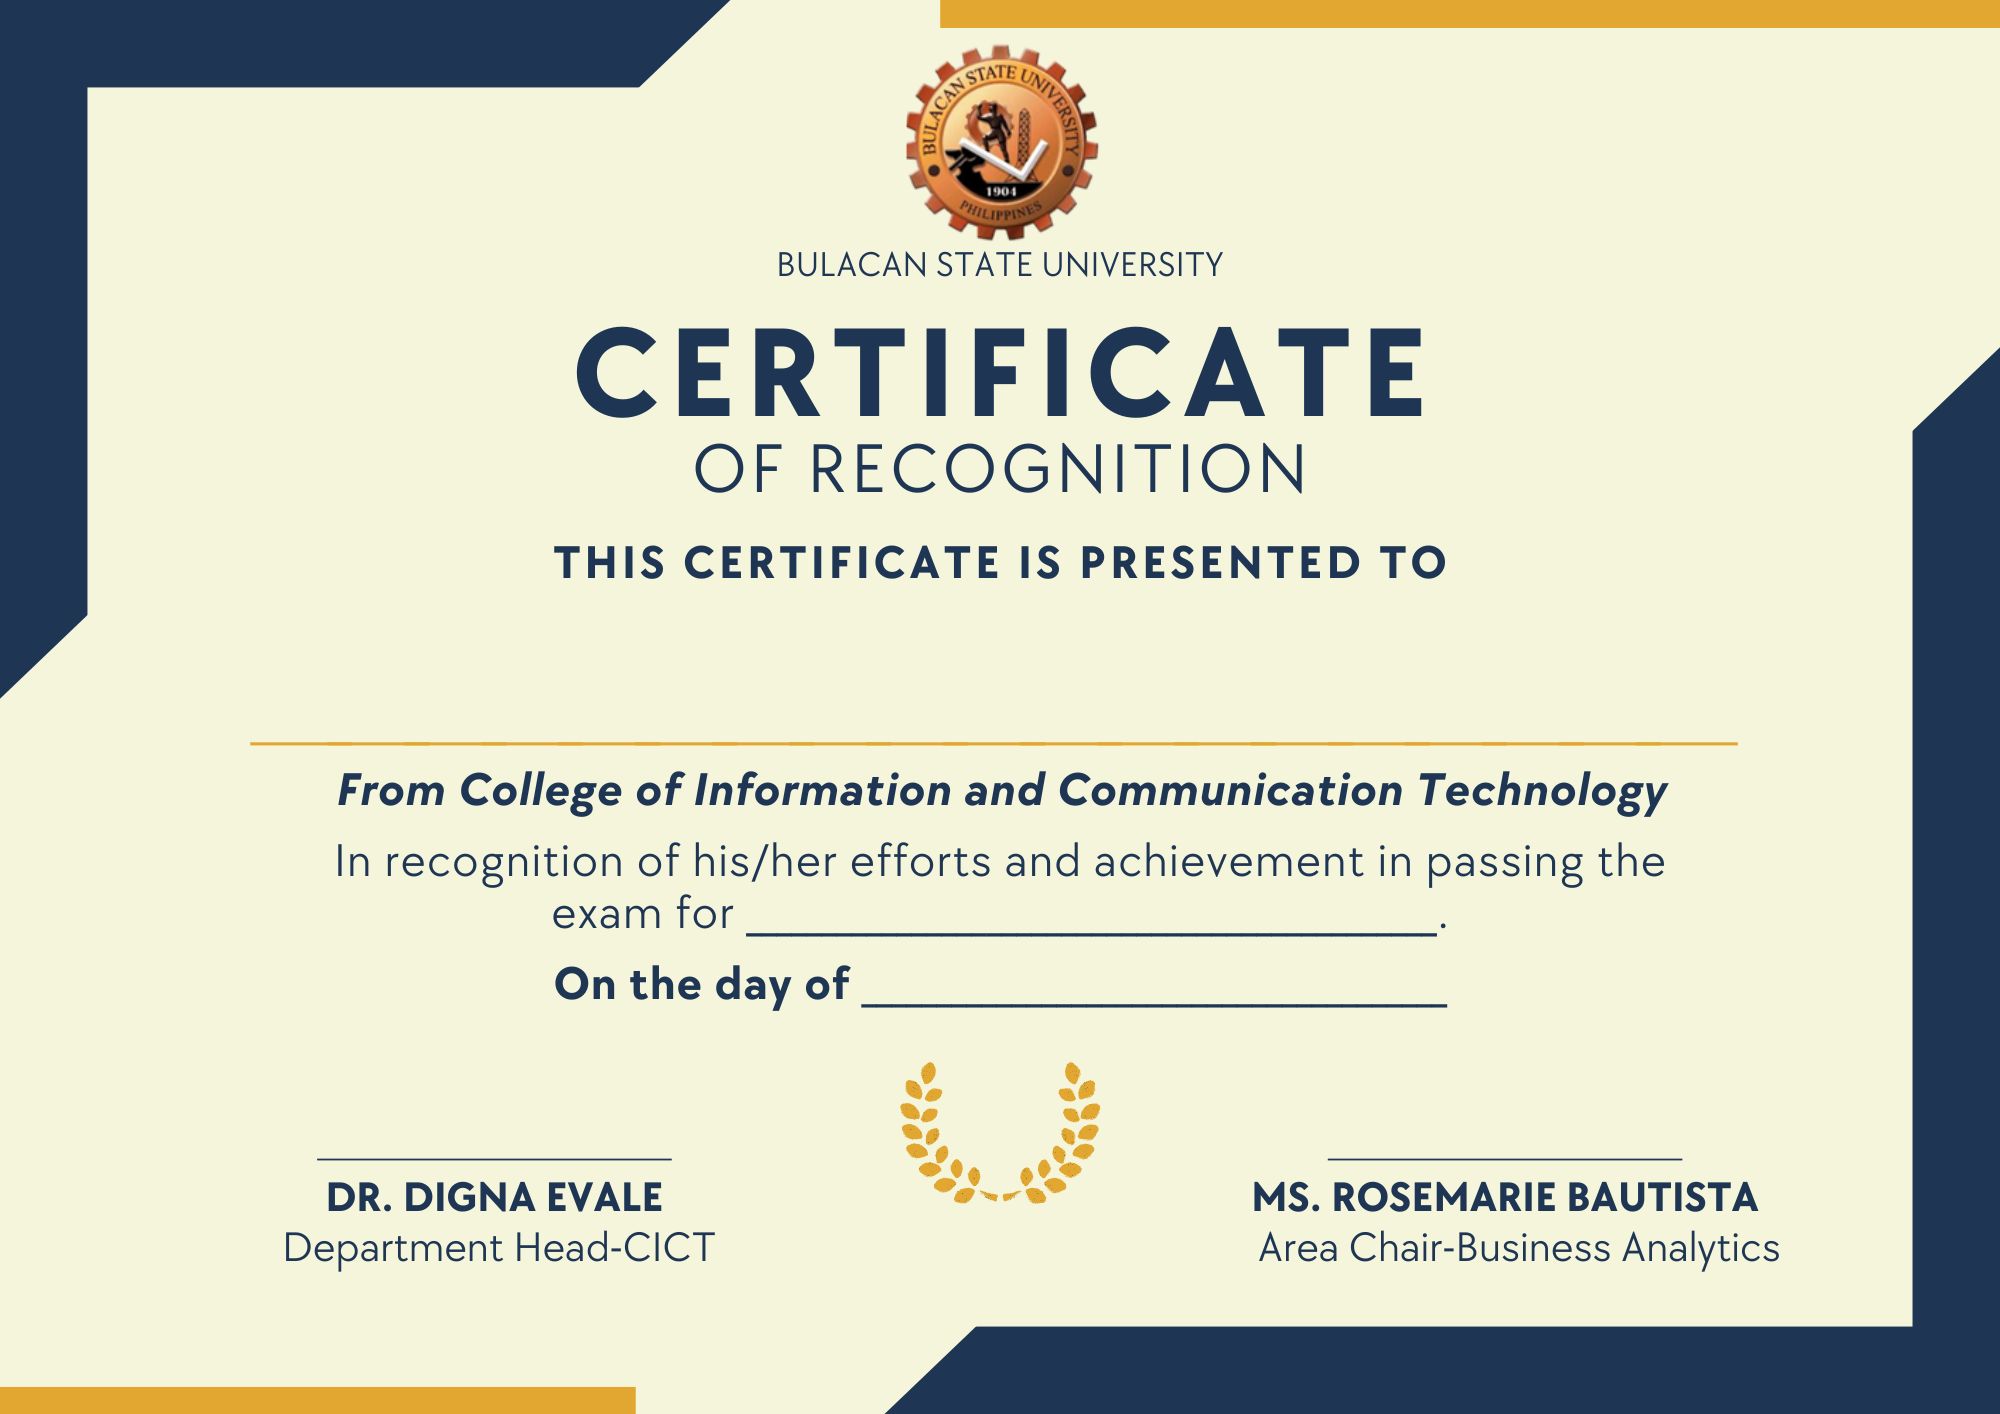 BULACAN STATE UNIVERSITY
1904
PHILIPPINES
BULACAN STATE UNIVERSITY
CERTIFICATE
OF RECOGNITION
THIS CERTIFICATE IS PRESENTED TO
From College of Information and Communication Technology
In recognition of his/her efforts and achievement in passing the
exam for ______________________________.
On the day of __________________________
DR. DIGNA EVALE
Department Head-CICT
MS. ROSEMARIE BAUTISTA
Area Chair-Business Analytics